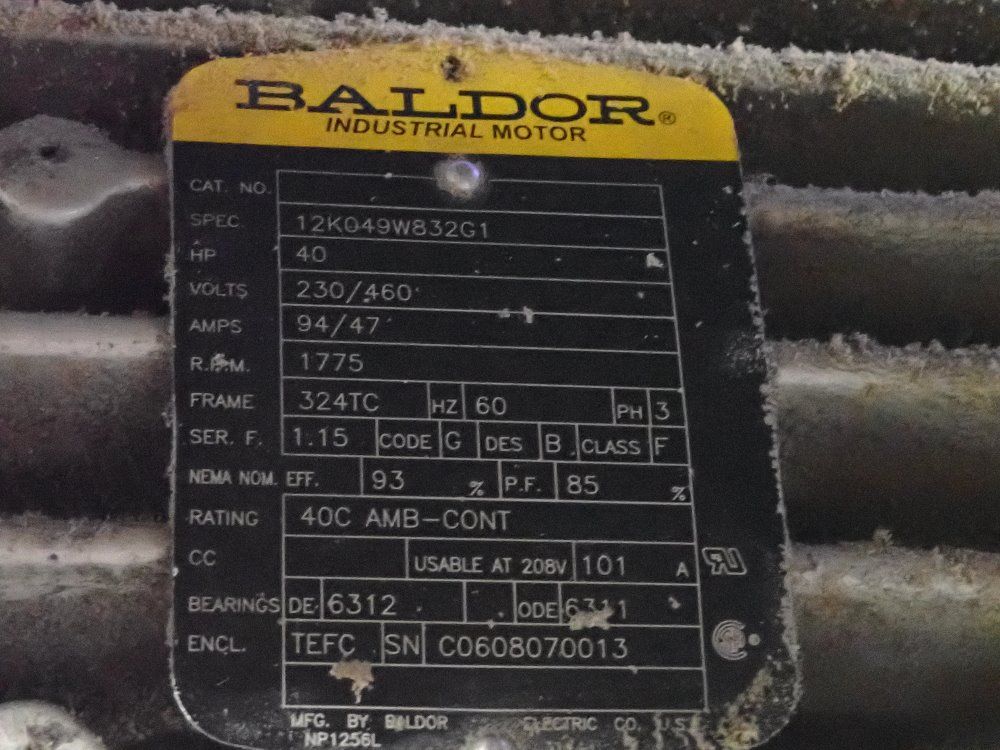 BALDOR®
INDUSTRIAL MOTOR
CAT. NO.
SPEC. 12K049W832G1
HP 40
VOLTS 230/460
AMPS 94/47
R.P.M. 1775
FRAME 324TC HZ 60 PH 3
SER. F. 1.15 CODE G DES B CLASS F
NEMA NOM. EFF. 93 % P.F. 85 %
RATING 40C AMB-CONT
CC USABLE AT 208V 101 A
BEARINGS DE 6312 ODE 6311
ENCL. TEFC SN C0608070013
MFG. BY BALDOR ELECTRIC CO. U.S.
NP1256L